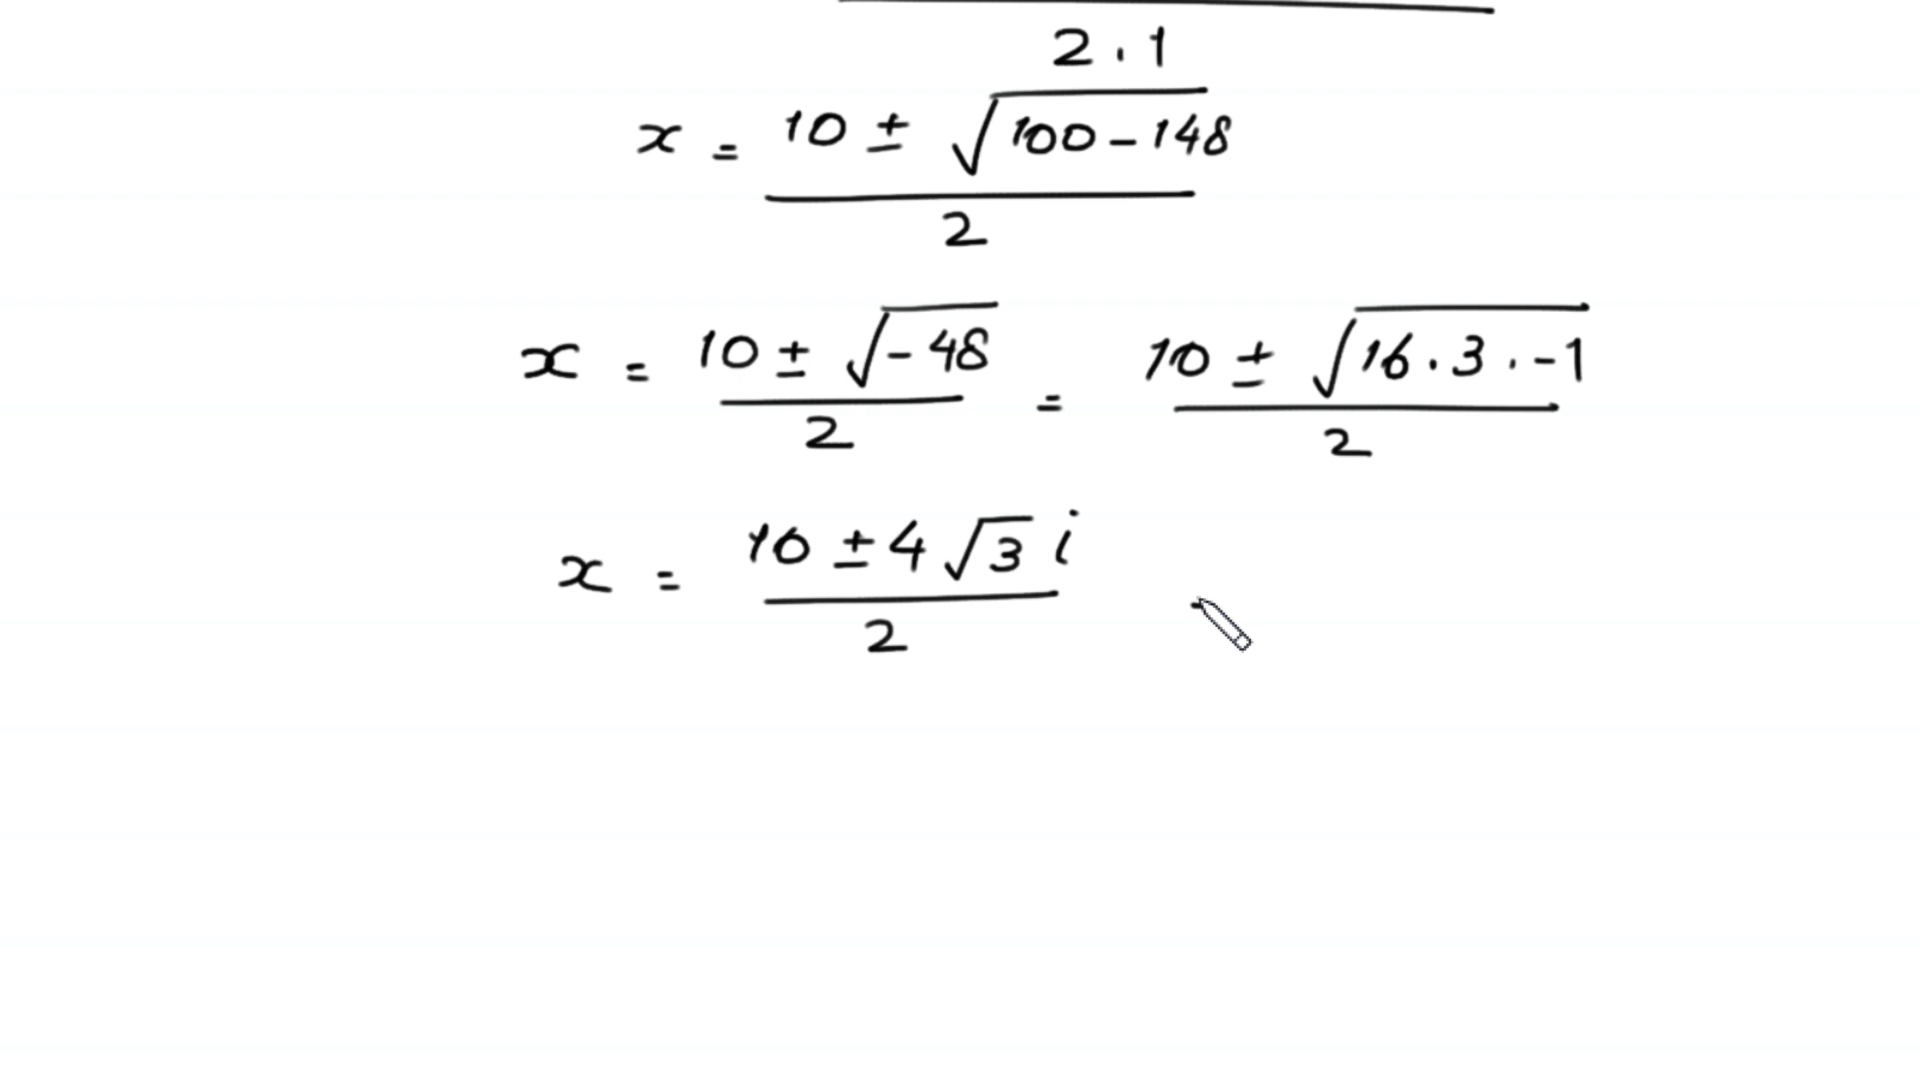 2 . 1
x = 10 ± √100 - 148
2
x = 10 ± √-48 / 2 = 10 ± √16 . 3 . -1 / 2
x = 10 ± 4 √3 i
2